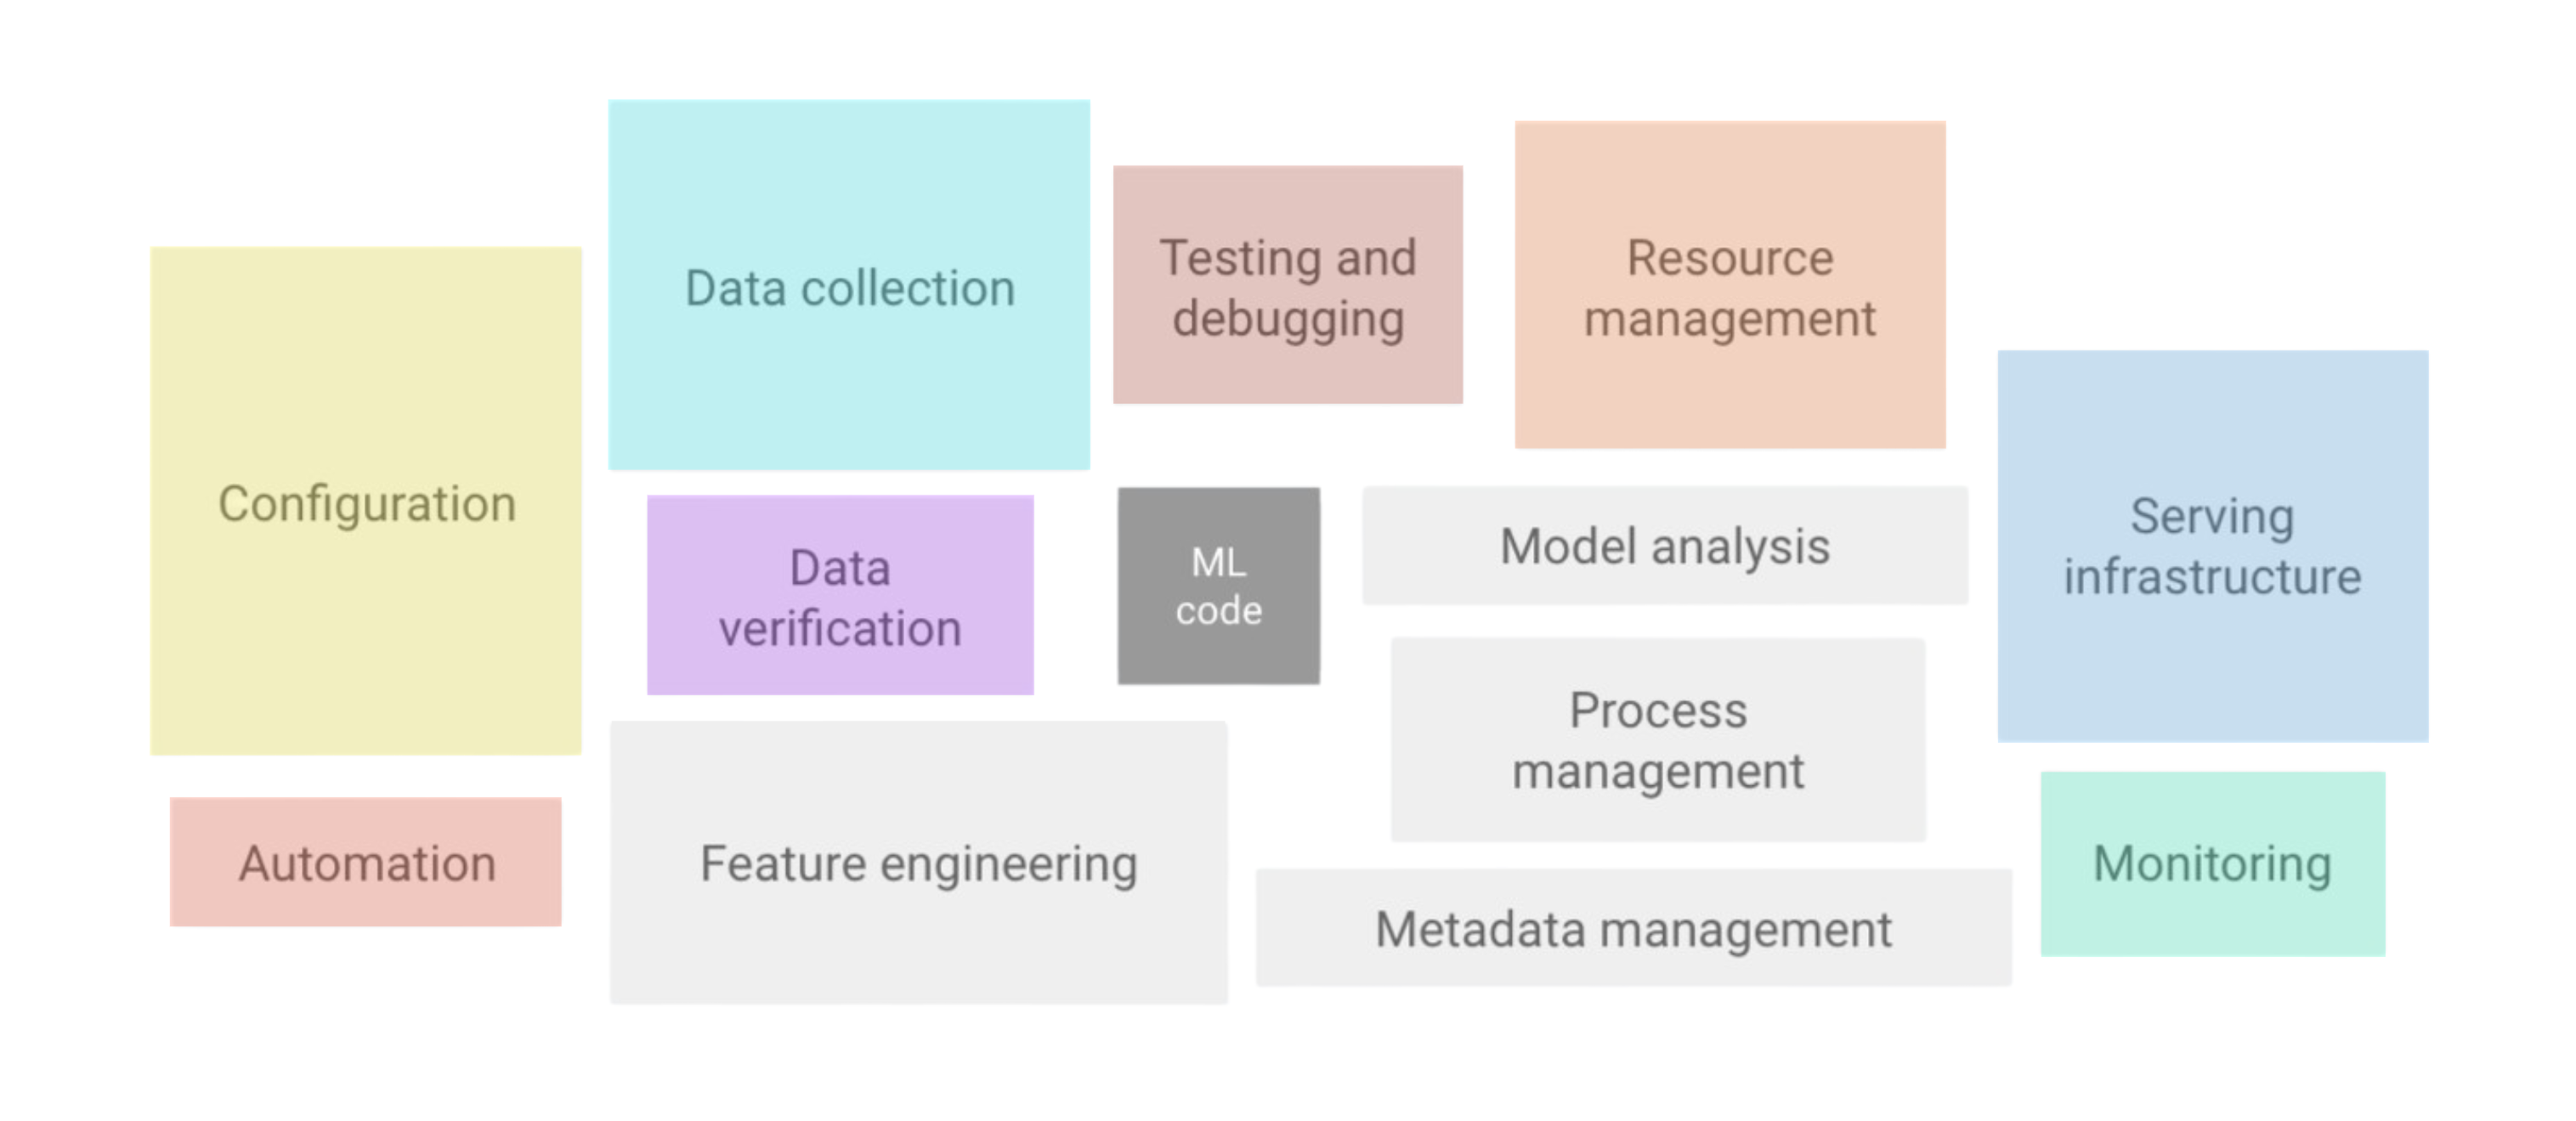 Data collection
Testing and
debugging
Resource
management
Configuration
Data
verification
ML
code
Model analysis
Serving
infrastructure
Process
management
Automation
Feature engineering
Metadata management
Monitoring